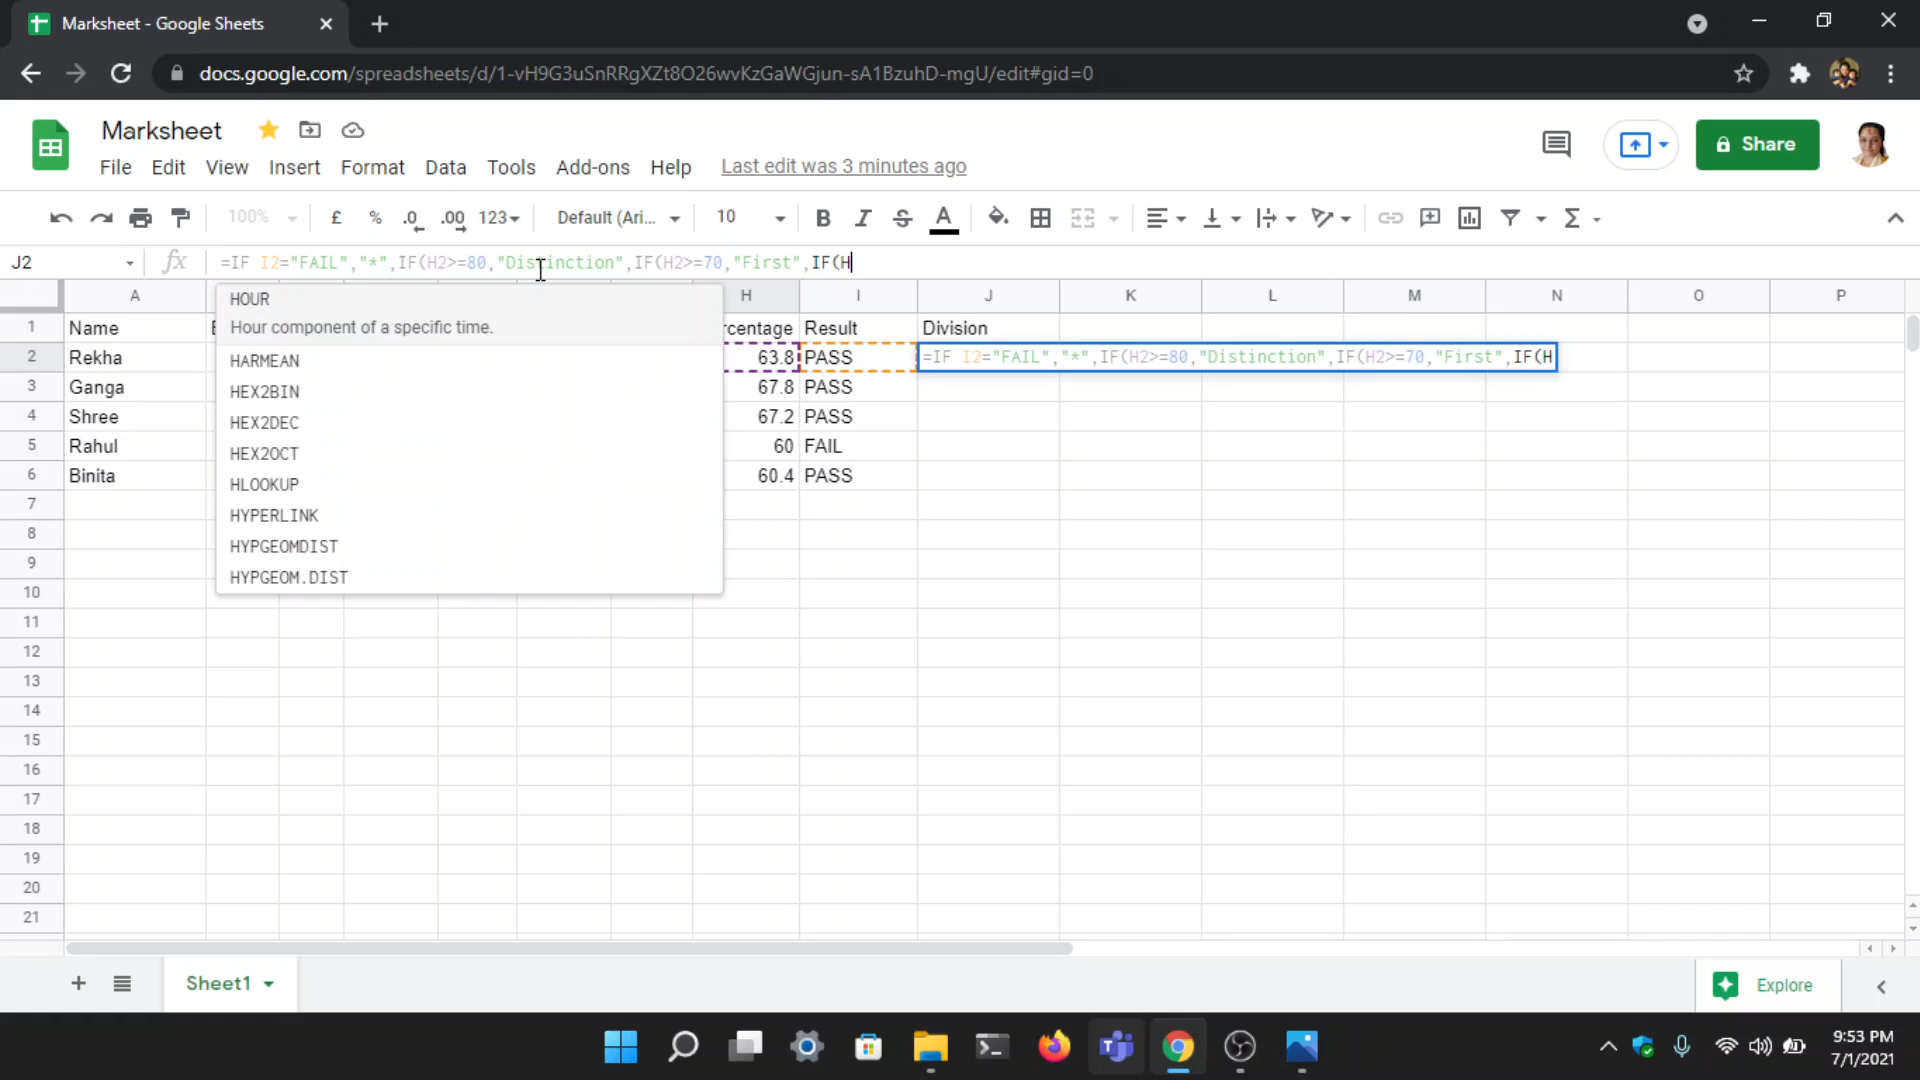 Marksheet - Google Sheets
docs.google.com/spreadsheets/d/1-vH9G3uSnRRgXZt8O26wvKzGaWGjun-sA1BzuhD-mgU/edit#gid=0
Marksheet
File Edit View Insert Format Data Tools Add-ons Help Last edit was 3 minutes ago
Share
100% £ % .0 .00 123 Default (Ari... 10 B I S A Σ
J2 fx =IF I2="FAIL","*",IF(H2>=80,"Distinction",IF(H2>=70,"First",IF(H
A H I J K L M N O P
1 Name rcentage Result Division
2 Rekha 63.8 PASS =IF I2="FAIL","*",IF(H2>=80,"Distinction",IF(H2>=70,"First",IF(H
3 Ganga 67.8 PASS
4 Shree 67.2 PASS
5 Rahul 60 FAIL
6 Binita 60.4 PASS
7
8
9
10
11
12
13
14
15
16
17
18
19
20
21
HOUR
Hour component of a specific time.
HARMEAN
HEX2BIN
HEX2DEC
HEX2OCT
HLOOKUP
HYPERLINK
HYPGEOMDIST
HYPGEOM.DIST
Sheet1
Explore
9:53 PM
7/1/2021